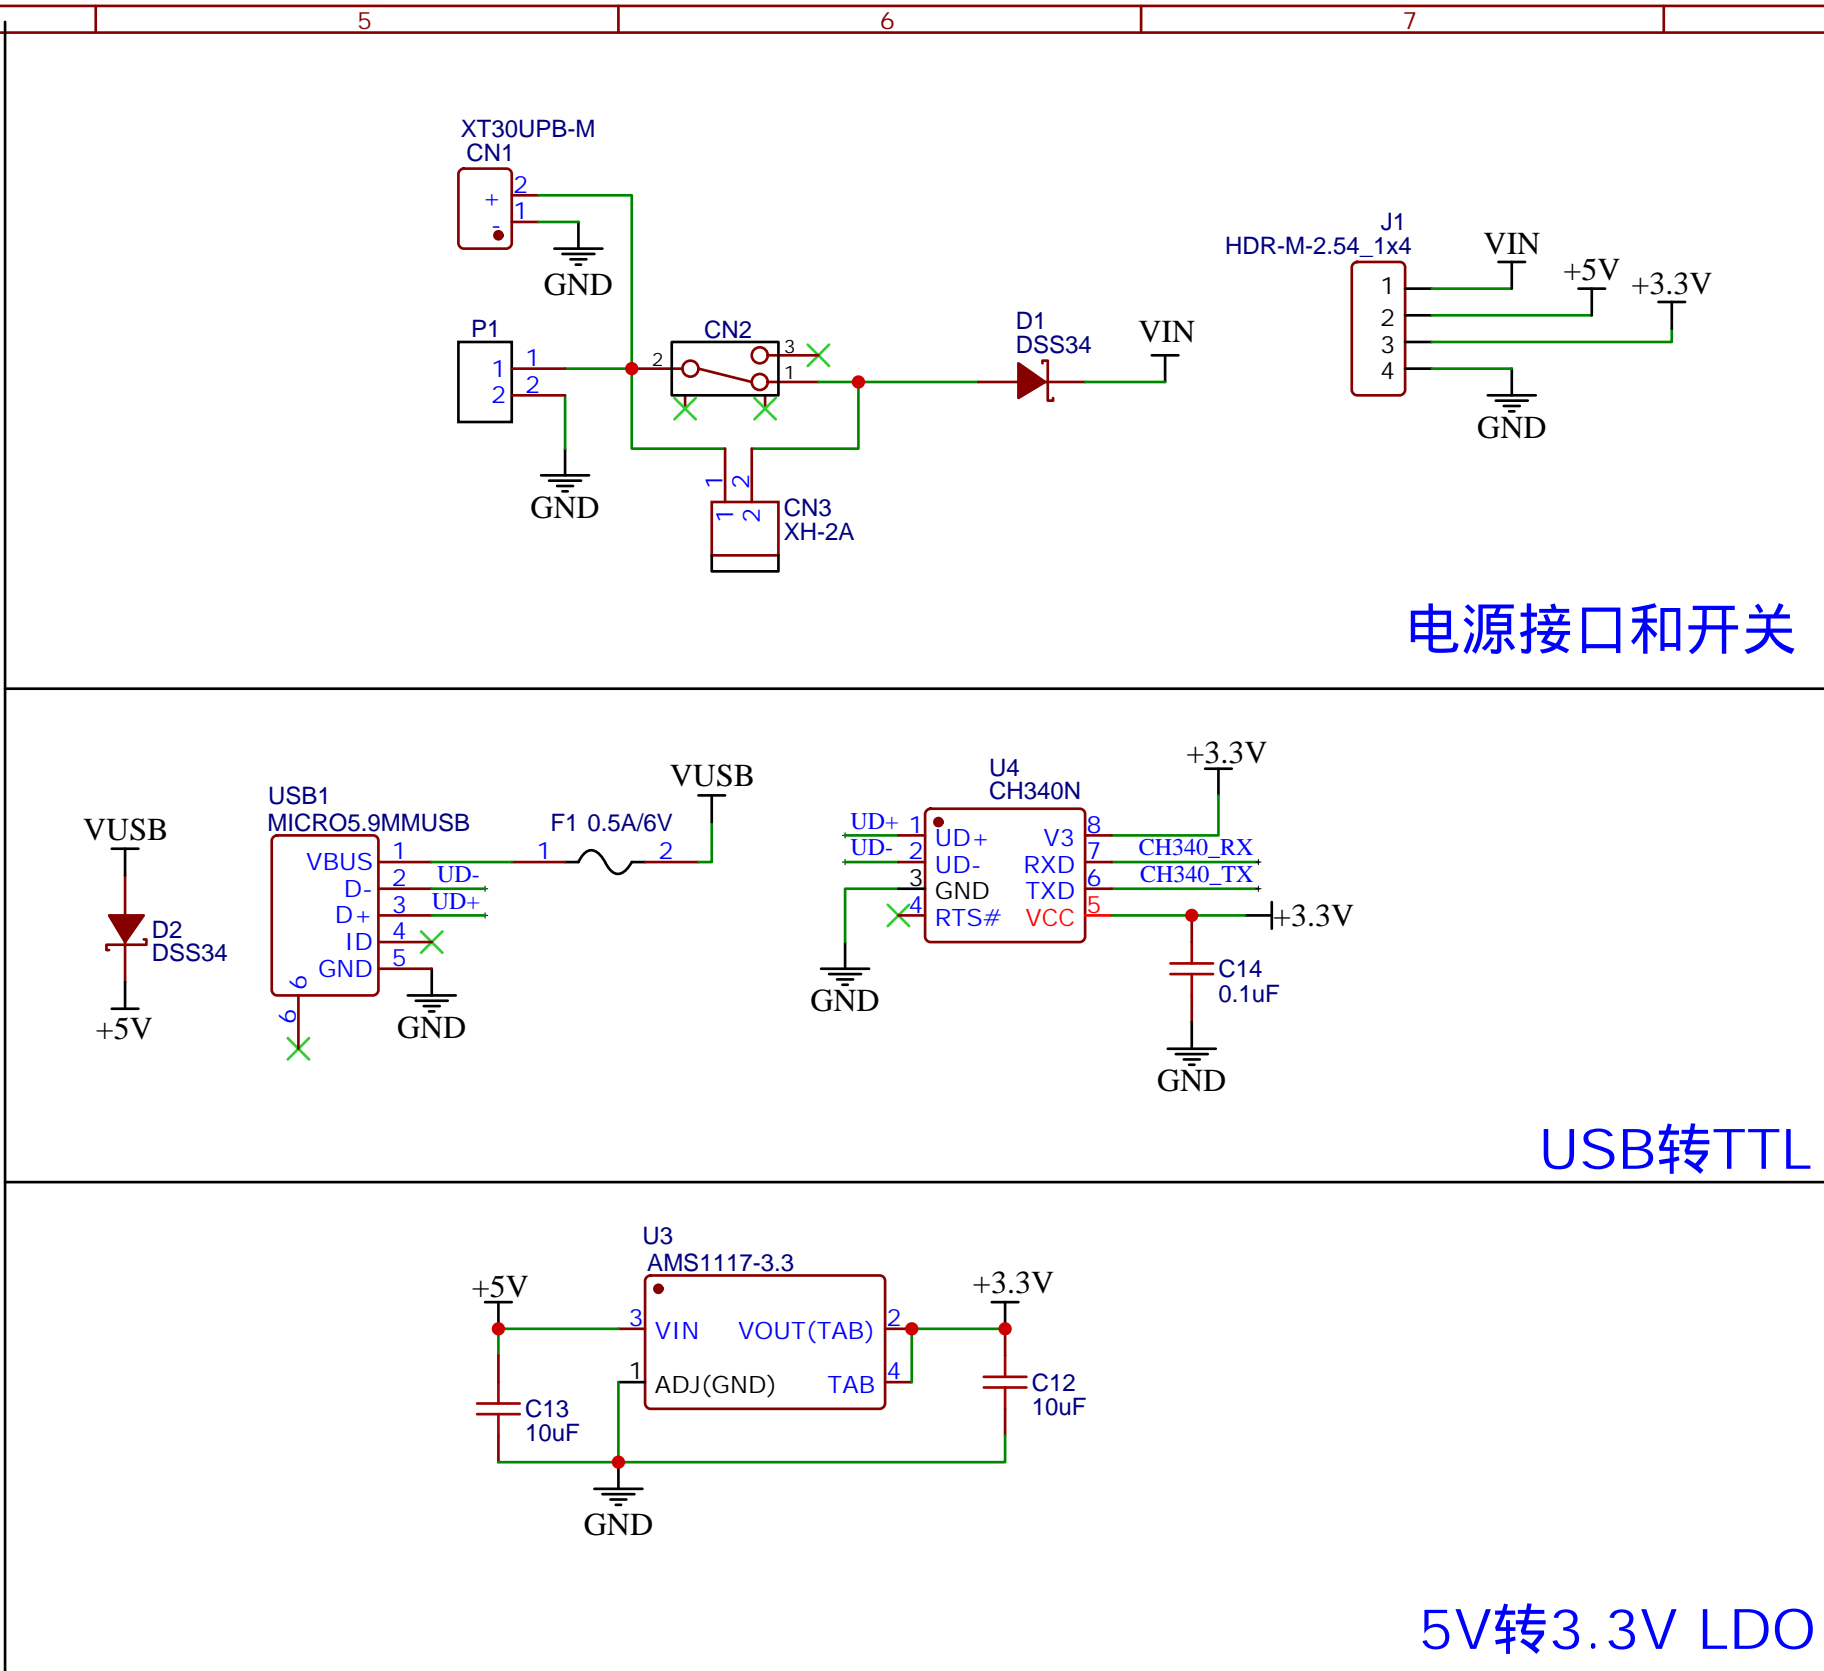 5
6
7
XT30UPB-M
CN1
+
2
1
-
GND
P1
1
1
2
2
GND
CN2
2
3
1
D1
DSS34
VIN
1
2
1
2
CN3
XH-2A
J1
HDR-M-2.54_1x4
1
2
3
4
VIN
+5V
+3.3V
GND
电源接口和开关
VUSB
D2
DSS34
+5V
USB1
MICRO5.9MMUSB
VBUS 1
D- 2 UD-
D+ 3 UD+
ID 4
GND 5
6
6
GND
F1 0.5A/6V
1
2
VUSB
U4
CH340N
UD+ 1 UD+
UD- 2 UD-
3 GND
4 RTS#
V3 8
RXD 7 CH340_RX
TXD 6 CH340_TX
VCC 5
+3.3V
+3.3V
GND
C14
0.1uF
GND
USB转TTL
U3
AMS1117-3.3
+5V
3 VIN
VOUT(TAB) 2
1 ADJ(GND)
TAB 4
+3.3V
C13
10uF
C12
10uF
GND
5V转3.3V LDO